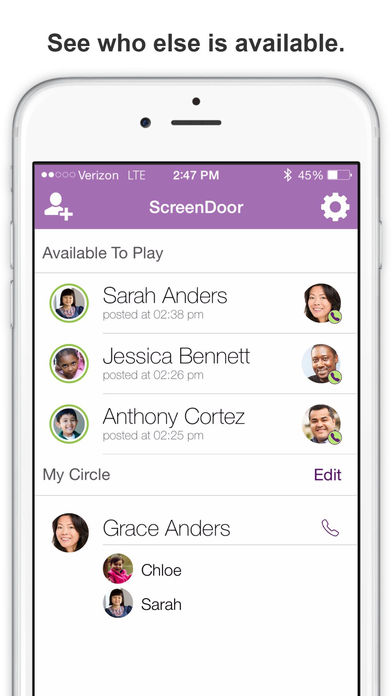 See who else is available.
Verizon LTE 2:47 PM 45%
ScreenDoor
Available To Play
Sarah Anders
posted at 02:38 pm
Jessica Bennett
posted at 02:26 pm
Anthony Cortez
posted at 02:25 pm
My Circle Edit
Grace Anders
Chloe
Sarah